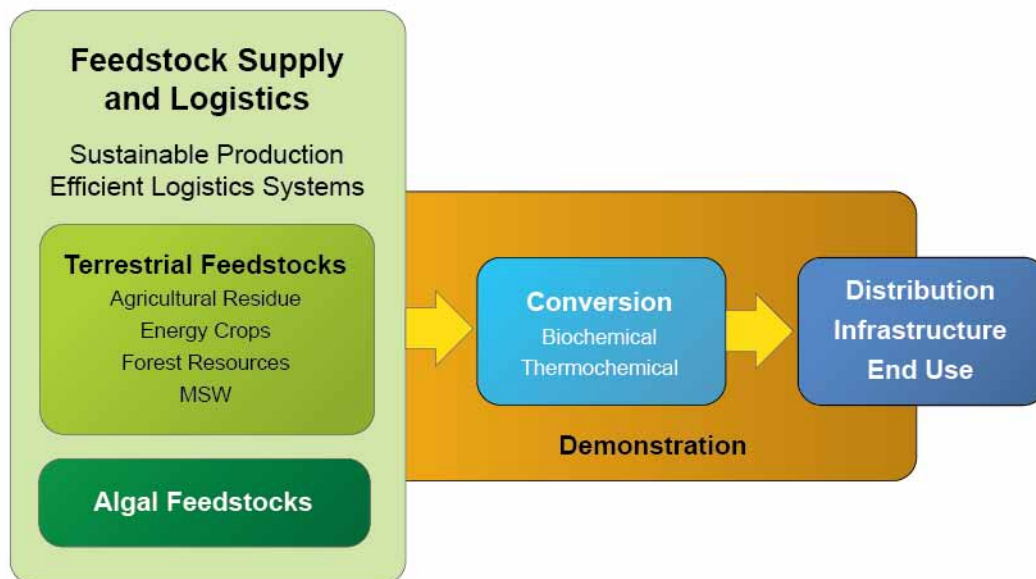 Feedstock Supply
and Logistics
Sustainable Production
Efficient Logistics Systems
Terrestrial Feedstocks
Agricultural Residue
Energy Crops
Forest Resources
MSW
Algal Feedstocks
Conversion
Biochemical
Thermochemical
Demonstration
Distribution
Infrastructure
End Use